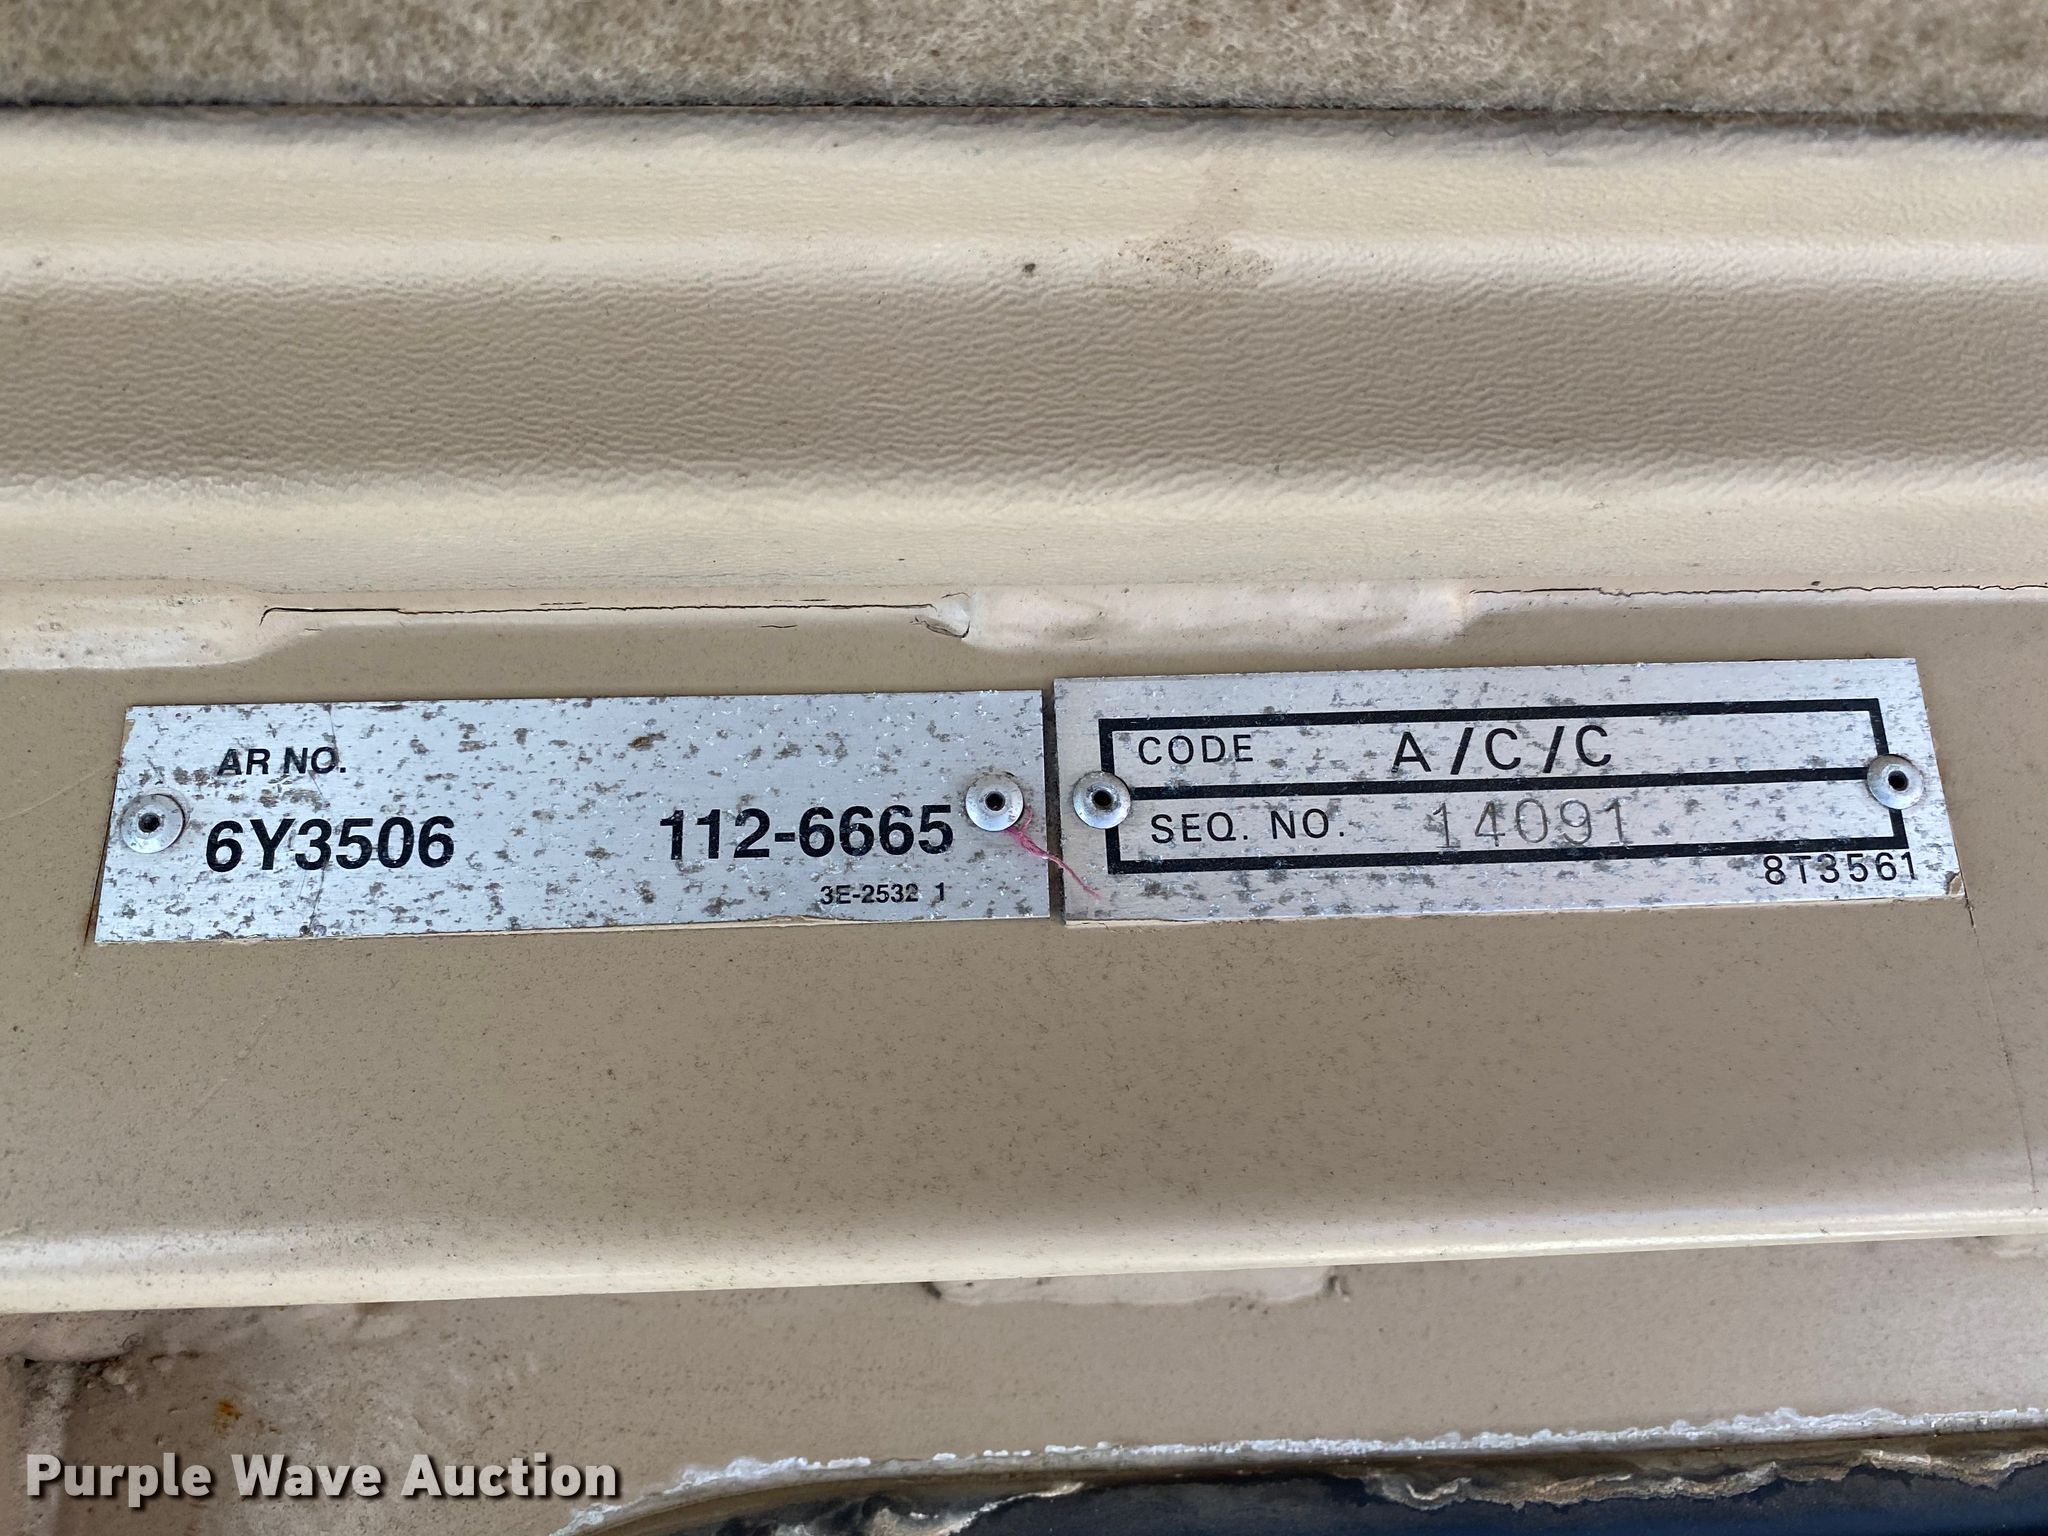 AR NO.
6Y3506 112-6665
3E-2532 1
CODE A/C/C
SEQ. NO. 14091
8T3561
Purple Wave Auction